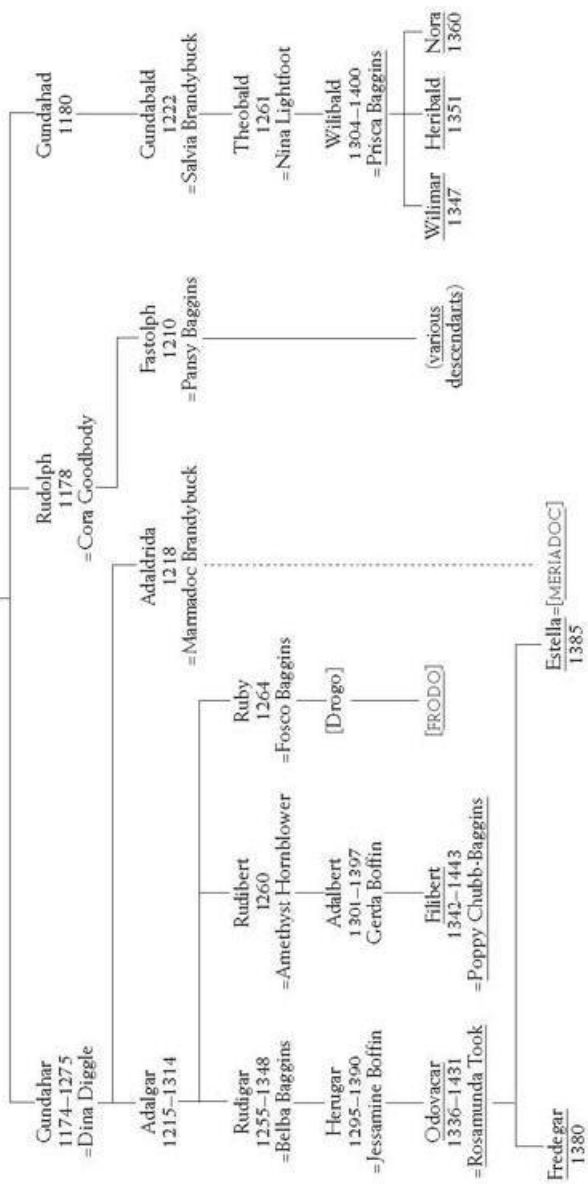 Gundahar
1174–1275
=Dina Diggle
Rudolph
1178
=Cora Goodbody
Gundahad
1180
Adalgar
1215–1314
Adaldrida
1218
=Marmadoc Brandybuck
Fastolph
1210
=Pansy Baggins
Gundabald
1222
=Salvia Brandybuck
Rudigar
1255–1348
=Belba Baggins
Rudibert
1260
=Amethyst Hornblower
Ruby
1264
=Fosco Baggins
Theobald
1261
=Nina Lightfoot
Herugar
1295–1390
=Jessamine Boffin
Adalbert
1301–1397
Gerda Boffin
[Drogo]
Wilibald
1304–1400
=Prisca Baggins
Odovacar
1336–1431
=Rosamunda Took
Filibert
1342–1443
=Poppy Chubb-Baggins
[FRODO]
(various
descendarts)
Wilimar
1347
Heribald
1351
Nora
1360
Fredegar
1380
Estella=[MERIADOC]
1385